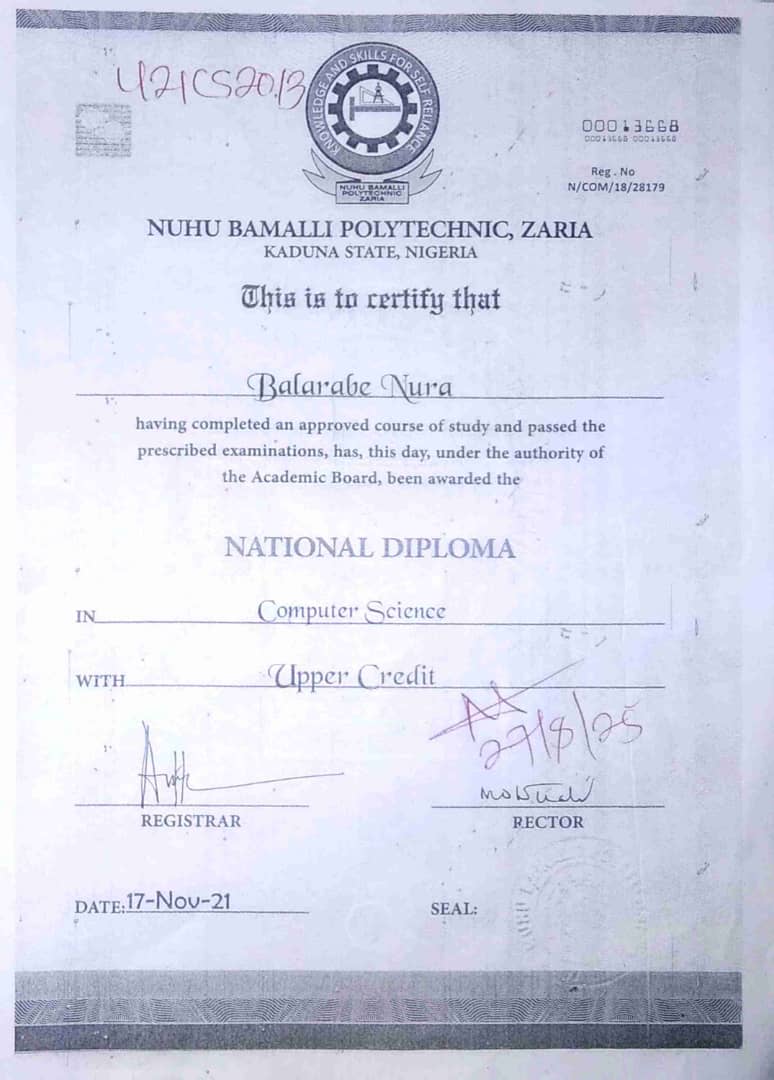 U21CS2013
KNOWLEDGE AND SKILLS FOR SELF RELIANCE
NUHU BAMALLI
POLYTECHNIC
ZARIA
00013668
00013668 00013668
Reg . No
N/COM/18/28179
NUHU BAMALLI POLYTECHNIC, ZARIA
KADUNA STATE, NIGERIA
This is to certify that
Balarabe Nura
having completed an approved course of study and passed the
prescribed examinations, has, this day, under the authority of
the Academic Board, been awarded the
NATIONAL DIPLOMA
IN Computer Science
WITH Upper Credit
27/8/25
REGISTRAR
RECTOR
DATE: 17-Nov-21
SEAL: